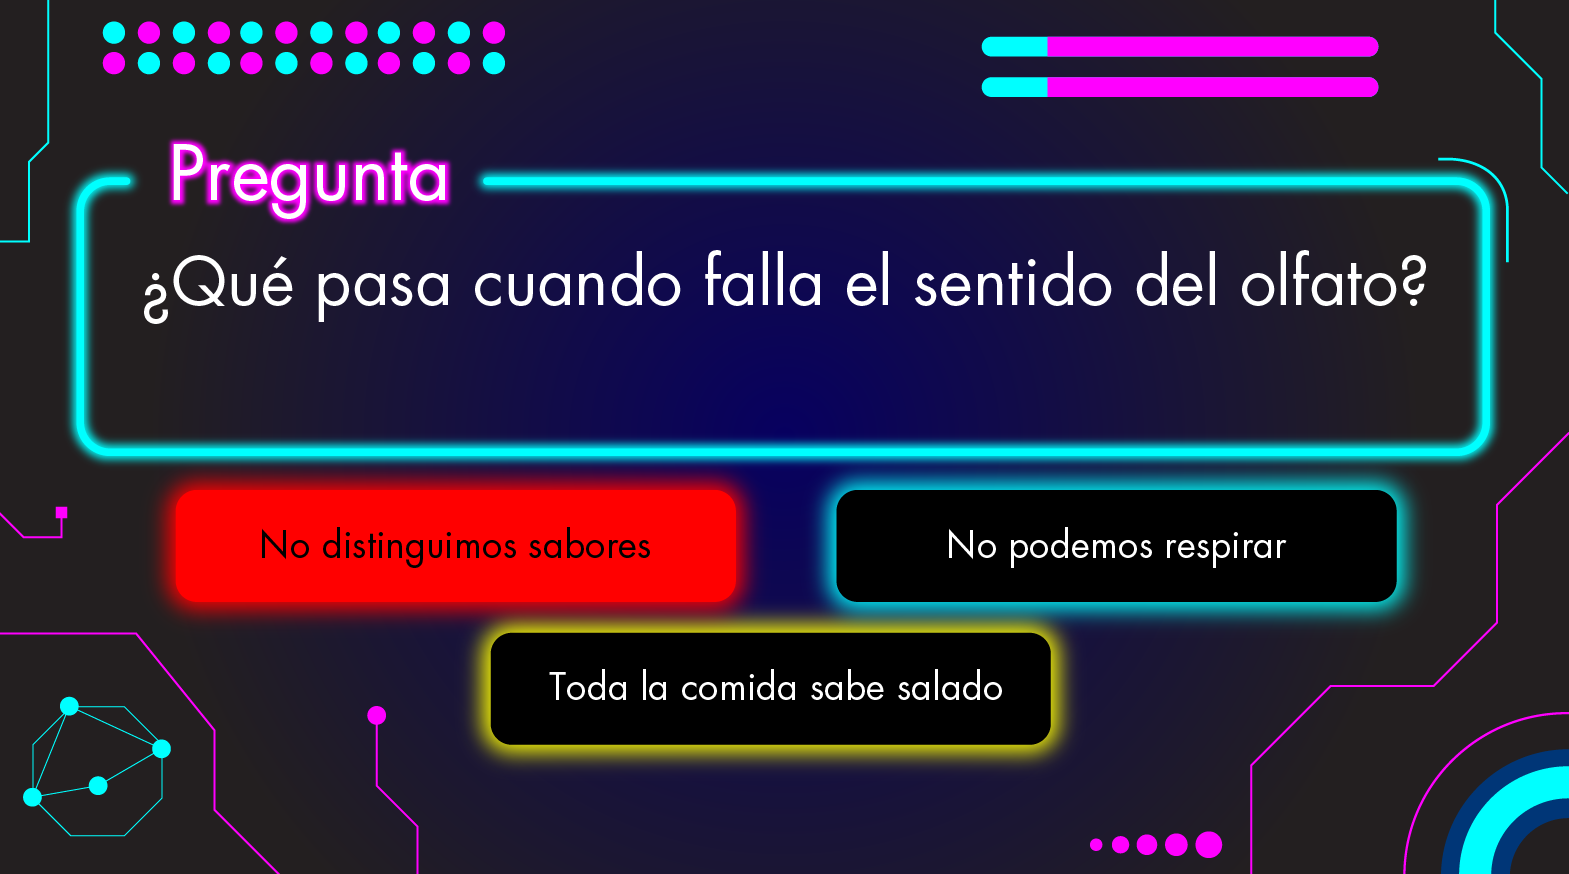 Pregunta
¿Qué pasa cuando falla el sentido del olfato?
No distinguimos sabores
No podemos respirar
Toda la comida sabe salado